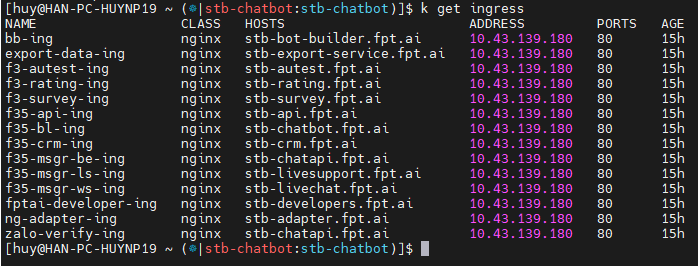 [huy@HAN-PC-HUYNP19 ~ (⎈|stb-chatbot:stb-chatbot)]$ k get ingress
NAME CLASS HOSTS ADDRESS PORTS AGE
bb-ing nginx stb-bot-builder.fpt.ai 10.43.139.180 80 15h
export-data-ing nginx stb-export-service.fpt.ai 10.43.139.180 80 15h
f3-autest-ing nginx stb-autest.fpt.ai 10.43.139.180 80 15h
f3-rating-ing nginx stb-rating.fpt.ai 10.43.139.180 80 15h
f3-survey-ing nginx stb-survey.fpt.ai 10.43.139.180 80 15h
f35-api-ing nginx stb-api.fpt.ai 10.43.139.180 80 15h
f35-bl-ing nginx stb-chatbot.fpt.ai 10.43.139.180 80 15h
f35-crm-ing nginx stb-crm.fpt.ai 10.43.139.180 80 15h
f35-msgr-be-ing nginx stb-chatapi.fpt.ai 10.43.139.180 80 15h
f35-msgr-ls-ing nginx stb-livesupport.fpt.ai 10.43.139.180 80 15h
f35-msgr-ws-ing nginx stb-livechat.fpt.ai 10.43.139.180 80 15h
fptai-developer-ing nginx stb-developers.fpt.ai 10.43.139.180 80 15h
ng-adapter-ing nginx stb-adapter.fpt.ai 10.43.139.180 80 15h
zalo-verify-ing nginx stb-chatapi.fpt.ai 10.43.139.180 80 15h
[huy@HAN-PC-HUYNP19 ~ (⎈|stb-chatbot:stb-chatbot)]$